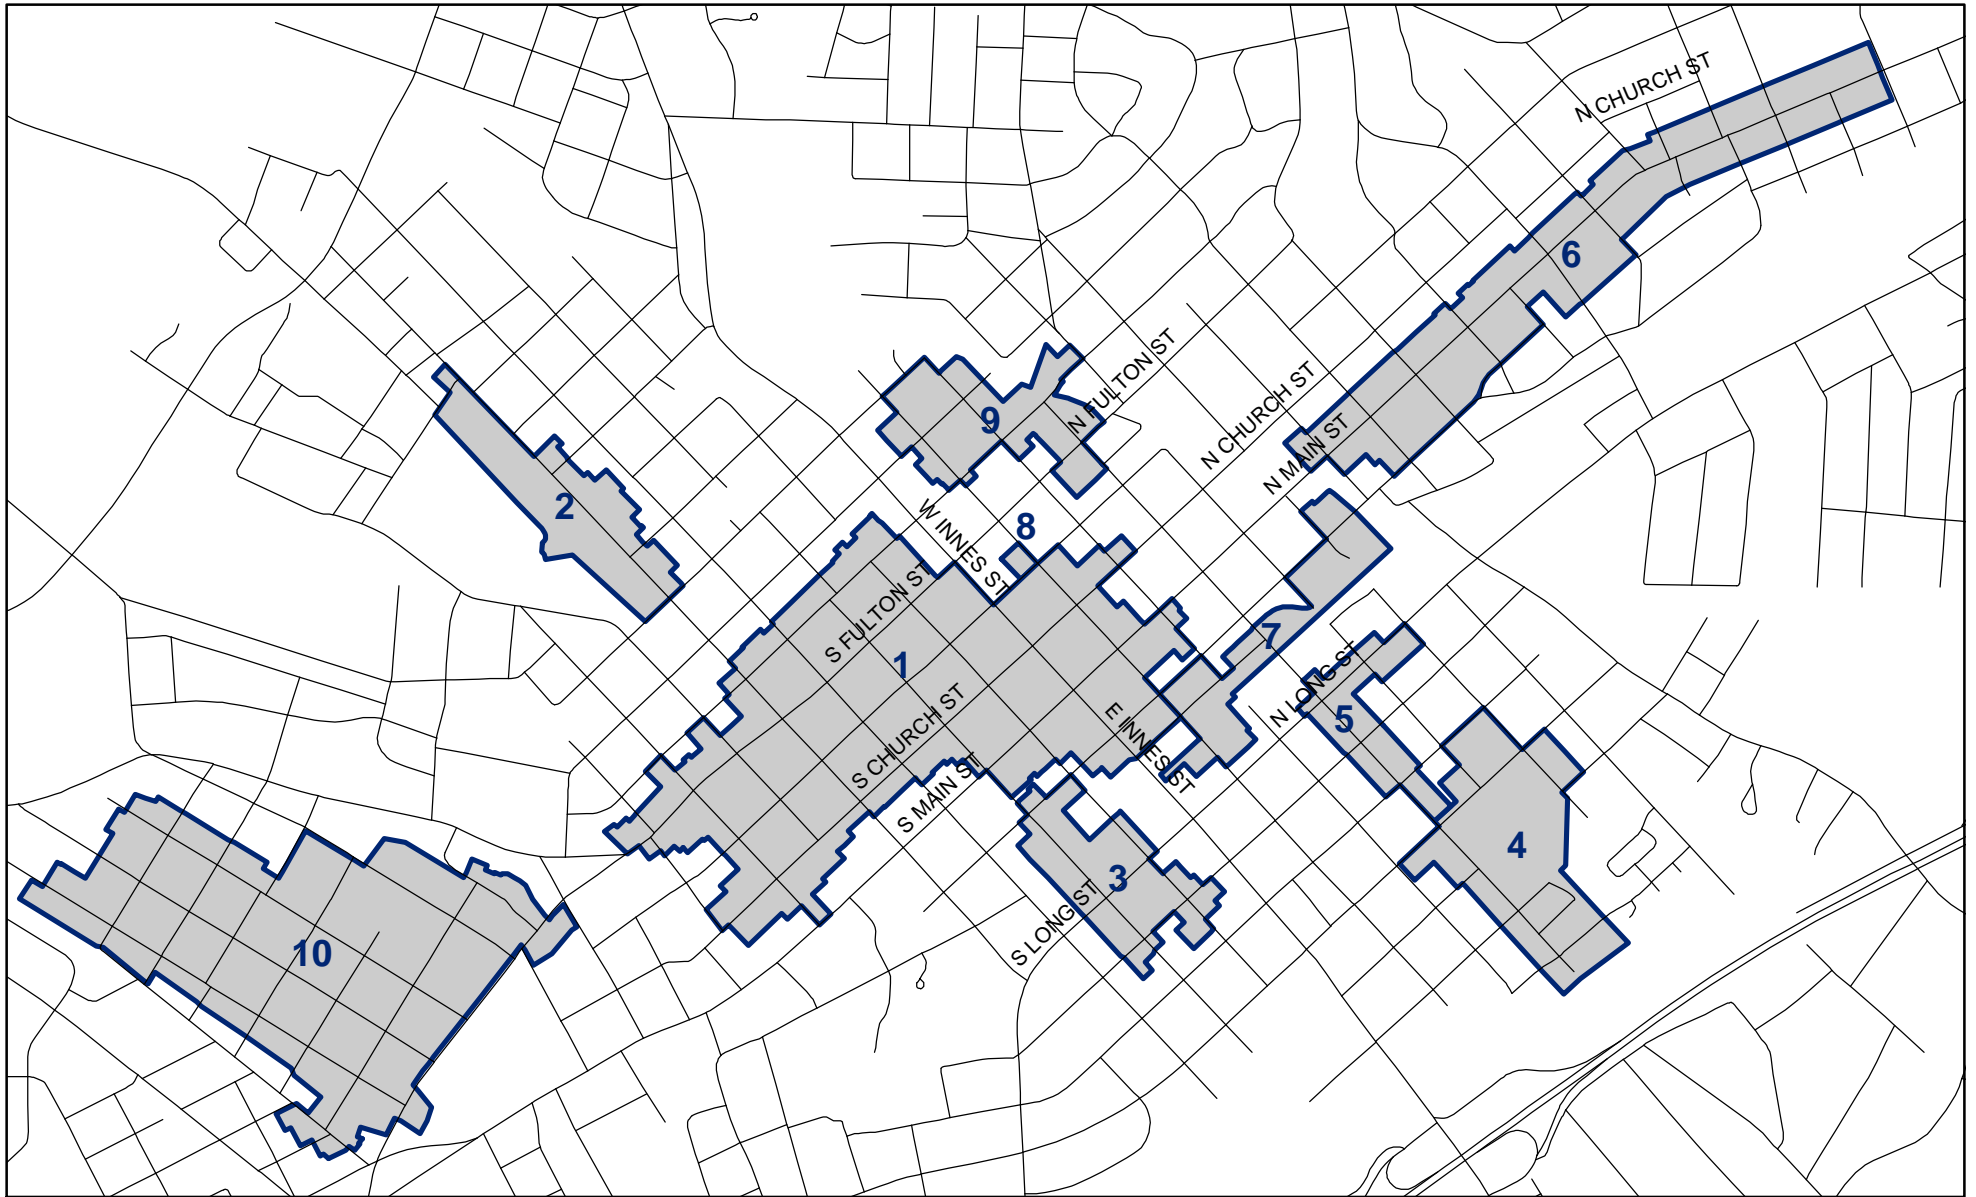 N CHURCH ST
6
N FULTON ST
N CHURCH ST
9
N MAIN ST
2
W INNES ST
8
S FULTON ST
7
1
N LONG ST
5
S CHURCH ST
E INNES ST
S MAIN ST
4
3
S LONG ST
10